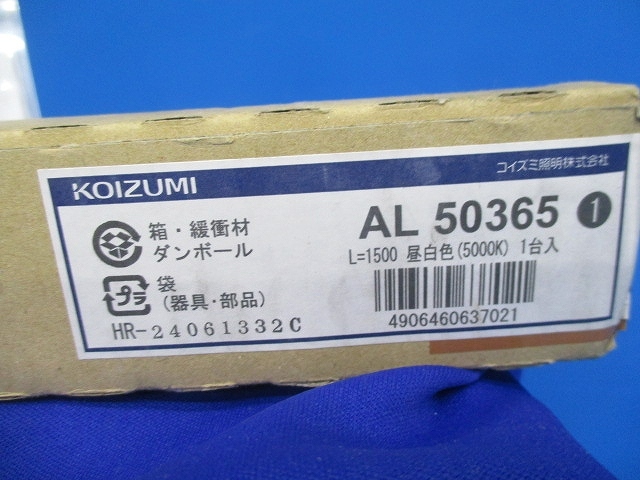 KOIZUMI
コイズミ照明株式会社
箱・緩衝材
ダンボール
AL 50365 1
L=1500 昼白色(5000K) 1台入
プラ
袋
(器具・部品)
HR-24061332C
4906460637021